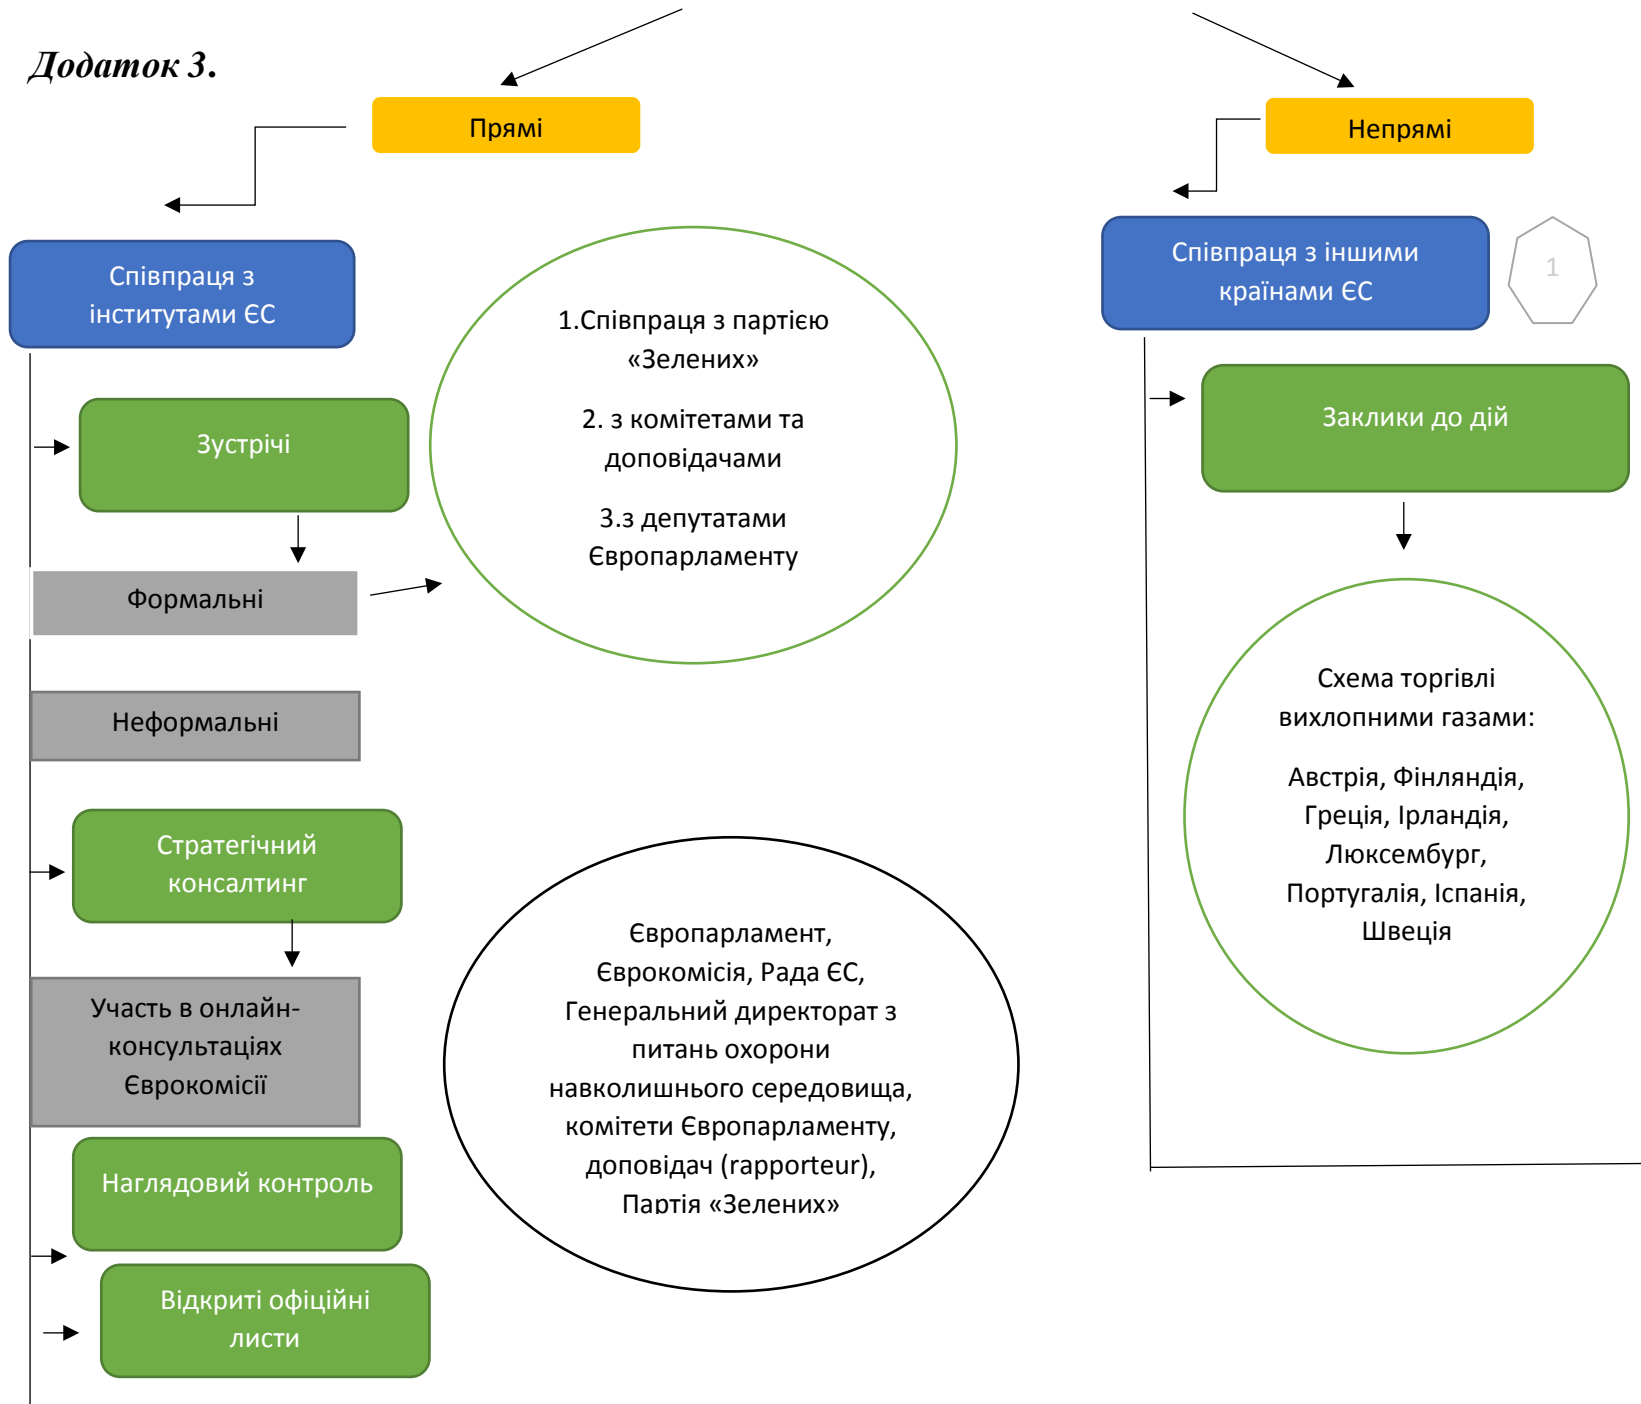 Додаток 3.
Прямі
Непрямі
Співпраця з
інститутами ЄС
Співпраця з іншими
країнами ЄС
1
1.Співпраця з партією
«Зелених»
2. з комітетами та
доповідачами
3.з депутатами
Європарламенту
Зустрічі
Заклики до дій
Формальні
Неформальні
Схема торгівлі
вихлопними газами:
Австрія, Фінляндія,
Греція, Ірландія,
Люксембург,
Португалія, Іспанія,
Швеція
Стратегічний
консалтинг
Участь в онлайн-
консультаціях
Єврокомісії
Європарламент,
Єврокомісія, Рада ЄС,
Генеральний директорат з
питань охорони
навколишнього середовища,
комітети Європарламенту,
доповідач (rapporteur),
Партія «Зелених»
Наглядовий контроль
Відкриті офіційні
листи